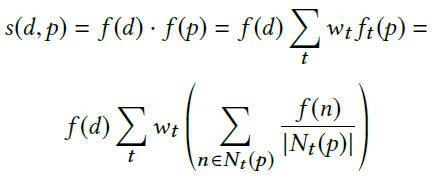 s(d, p) = f(d) · f(p) = f(d) ∑_t w_t f_t(p) =
f(d) ∑_t w_t ( ∑_{n∈N_t(p)} f(n) / |N_t(p)| )